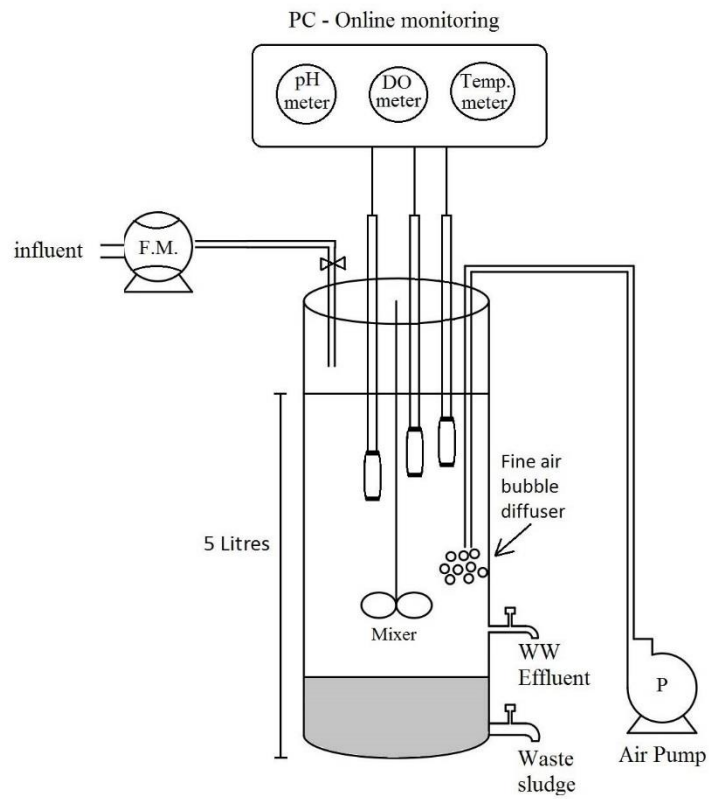 PC - Online monitoring
pH
meter
DO
meter
Temp.
meter
influent
F.M.
Fine air
bubble
diffuser
5 Litres
Mixer
WW
Effluent
P
Waste
sludge
Air Pump